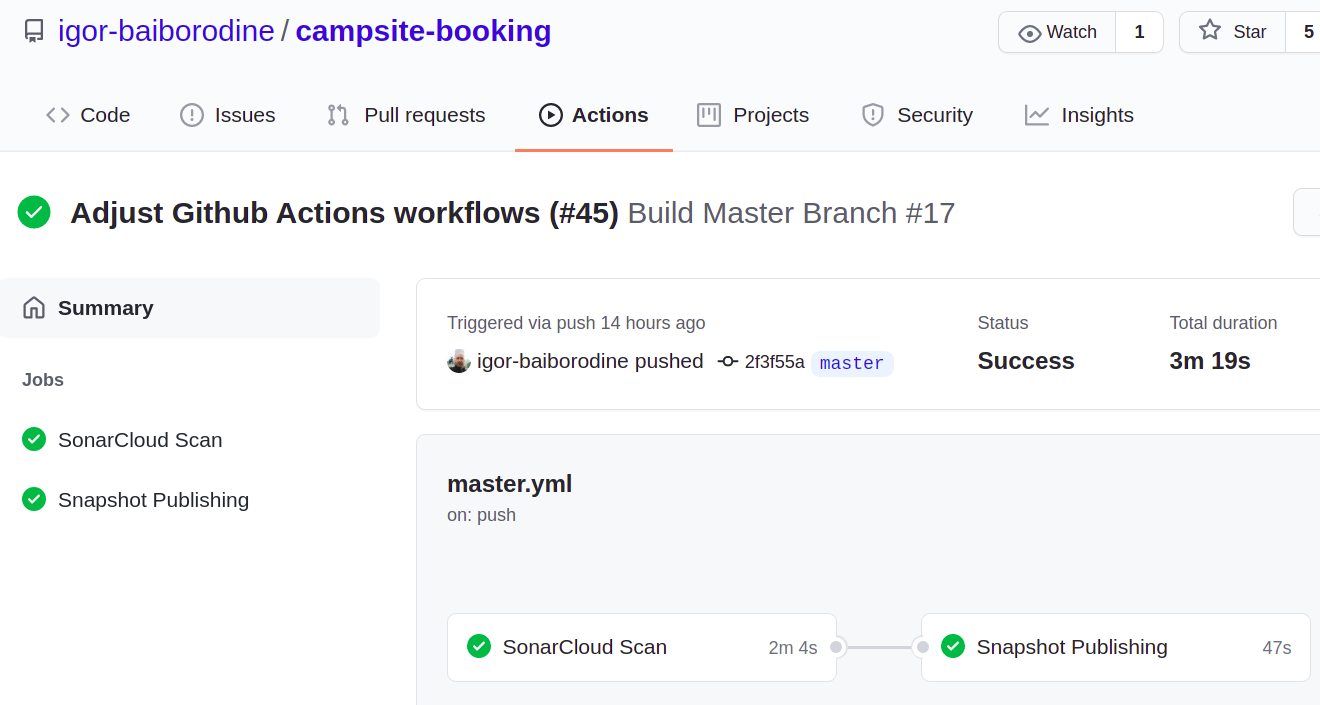 igor-baiborodine / campsite-booking
Watch 1
Star 5
Code Issues Pull requests Actions Projects Security Insights
Adjust Github Actions workflows (#45) Build Master Branch #17
Summary
Jobs
SonarCloud Scan
Snapshot Publishing
Triggered via push 14 hours ago
igor-baiborodine pushed 2f3f55a master
Status
Success
Total duration
3m 19s
master.yml
on: push
SonarCloud Scan 2m 4s
Snapshot Publishing 47s